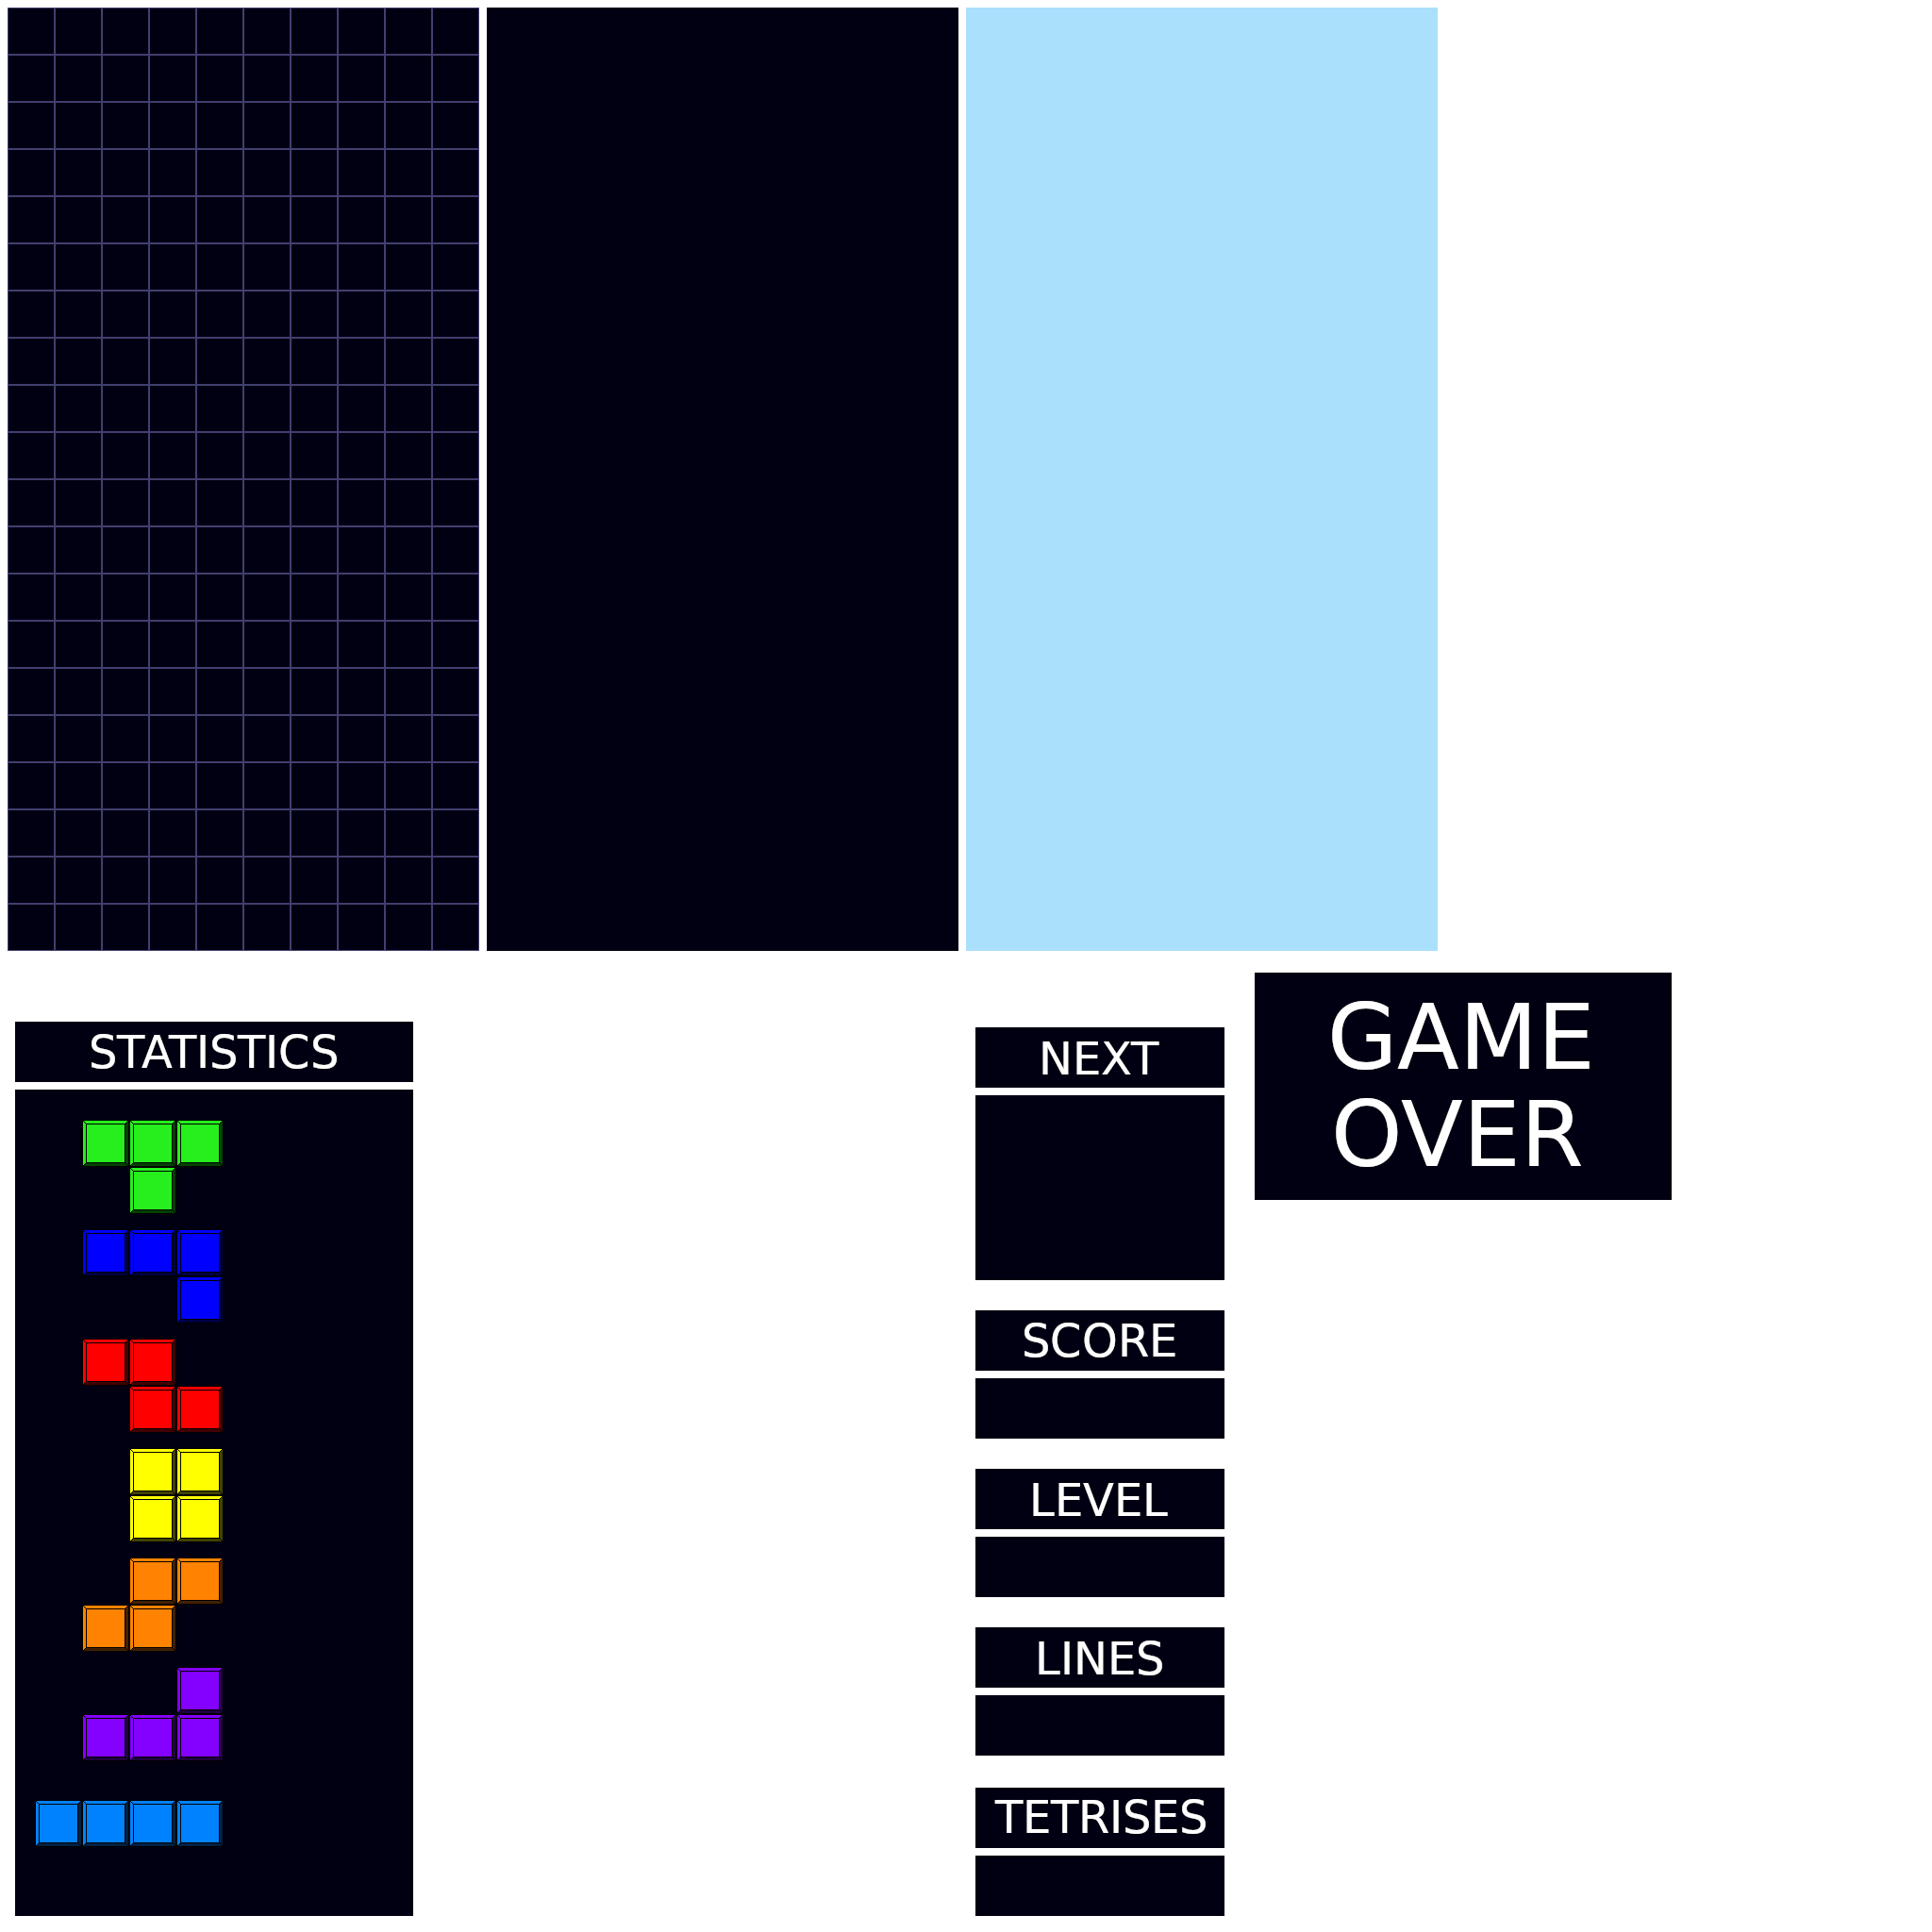 STATISTICS
NEXT
GAME
OVER
SCORE
LEVEL
LINES
TETRISES